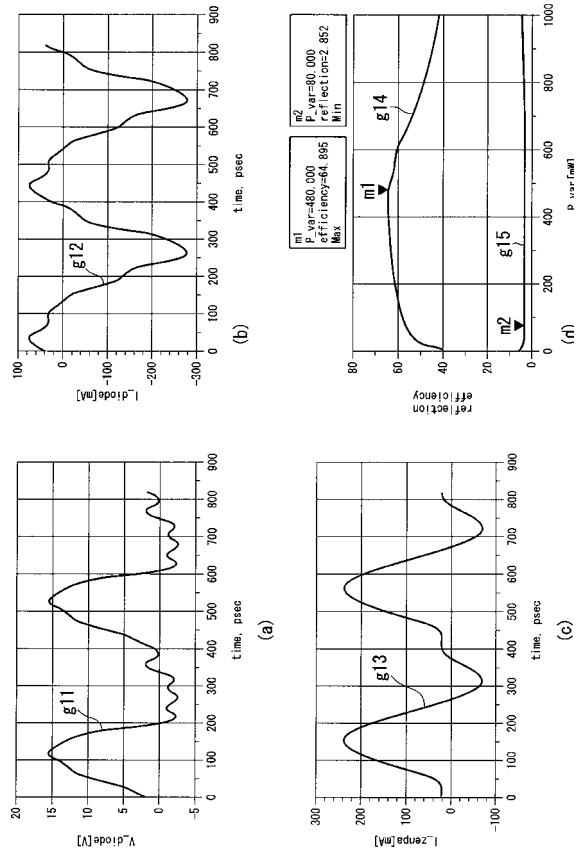 20
15
10
5
0
-5
V_diode[V]
g11
0 100 200 300 400 500 600 700 800 900
time, psec
(a)
100
0
-100
-200
-300
I_diode[mA]
g12
0 100 200 300 400 500 600 700 800 900
time, psec
(b)
300
200
100
0
-100
I_zenpa[mA]
g13
0 100 200 300 400 500 600 700 800 900
time, psec
(c)
m1
P_var=480.000
efficiency=64.895
Max
m2
P_var=80.000
reflection=2.852
Min
80
60
40
20
0
reflection
efficiency
m1
g14
m2
g15
0 200 400 600 800 1000
P_var[mW]
(d)